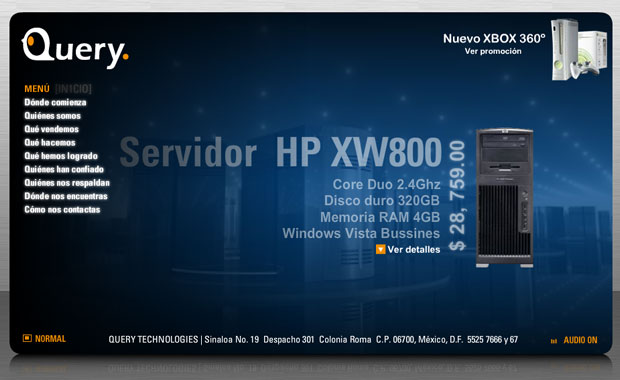 Query.
Nuevo XBOX 360º
Ver promoción
MENÚ [IN1CIO]
Dónde comienza
Quiénes somos
Qué vendemos
Qué hacemos
Qué hemos logrado
Quiénes han confiado
Quiénes nos respaldan
Dónde nos encuentras
Cómo nos contactas
Servidor HP XW800
Core Duo 2.4Ghz
Disco duro 320GB
Memoria RAM 4GB
Windows Vista Bussines
Ver detalles
$ 28, 759.00
NORMAL
QUERY TECHNOLOGIES | Sinaloa No. 19 Despacho 301 Colonia Roma C.P. 06700, México, D.F. 5525 7666 y 67
AUDIO ON